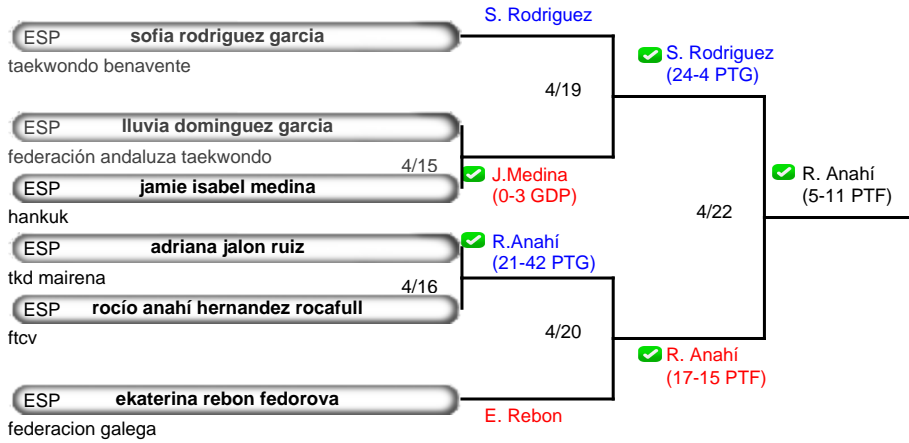 S. Rodriguez
ESP sofia rodriguez garcia
taekwondo benavente
S. Rodriguez
(24-4 PTG)
4/19
ESP lluvia dominguez garcia
federación andaluza taekwondo
4/15
ESP jamie isabel medina
hankuk
J.Medina
(0-3 GDP)
R. Anahí
(5-11 PTF)
4/22
ESP adriana jalon ruiz
tkd mairena
R.Anahí
(21-42 PTG)
4/16
ESP rocío anahí hernandez rocafull
ftcv
4/20
R. Anahí
(17-15 PTF)
ESP ekaterina rebon fedorova
federacion galega
E. Rebon